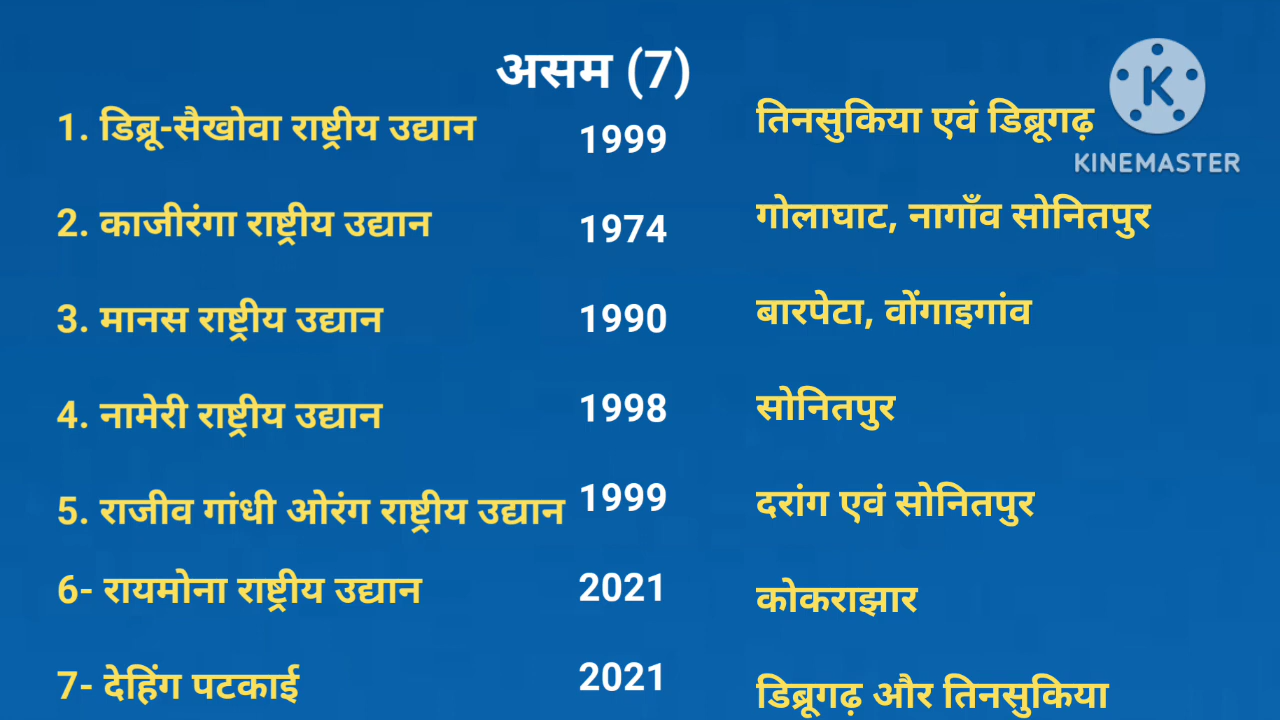 असम (7)
1. डिब्रू-सैखोवा राष्ट्रीय उद्यान 1999 तिनसुकिया एवं डिब्रूगढ़
KINEMASTER
2. काजीरंगा राष्ट्रीय उद्यान 1974 गोलाघाट, नागाँव सोनितपुर
3. मानस राष्ट्रीय उद्यान 1990 बारपेटा, वोंगाइगांव
4. नामेरी राष्ट्रीय उद्यान 1998 सोनितपुर
5. राजीव गांधी ओरंग राष्ट्रीय उद्यान 1999 दरांग एवं सोनितपुर
6- रायमोना राष्ट्रीय उद्यान 2021 कोकराझार
7- देहिंग पटकाई 2021 डिब्रूगढ़ और तिनसुकिया